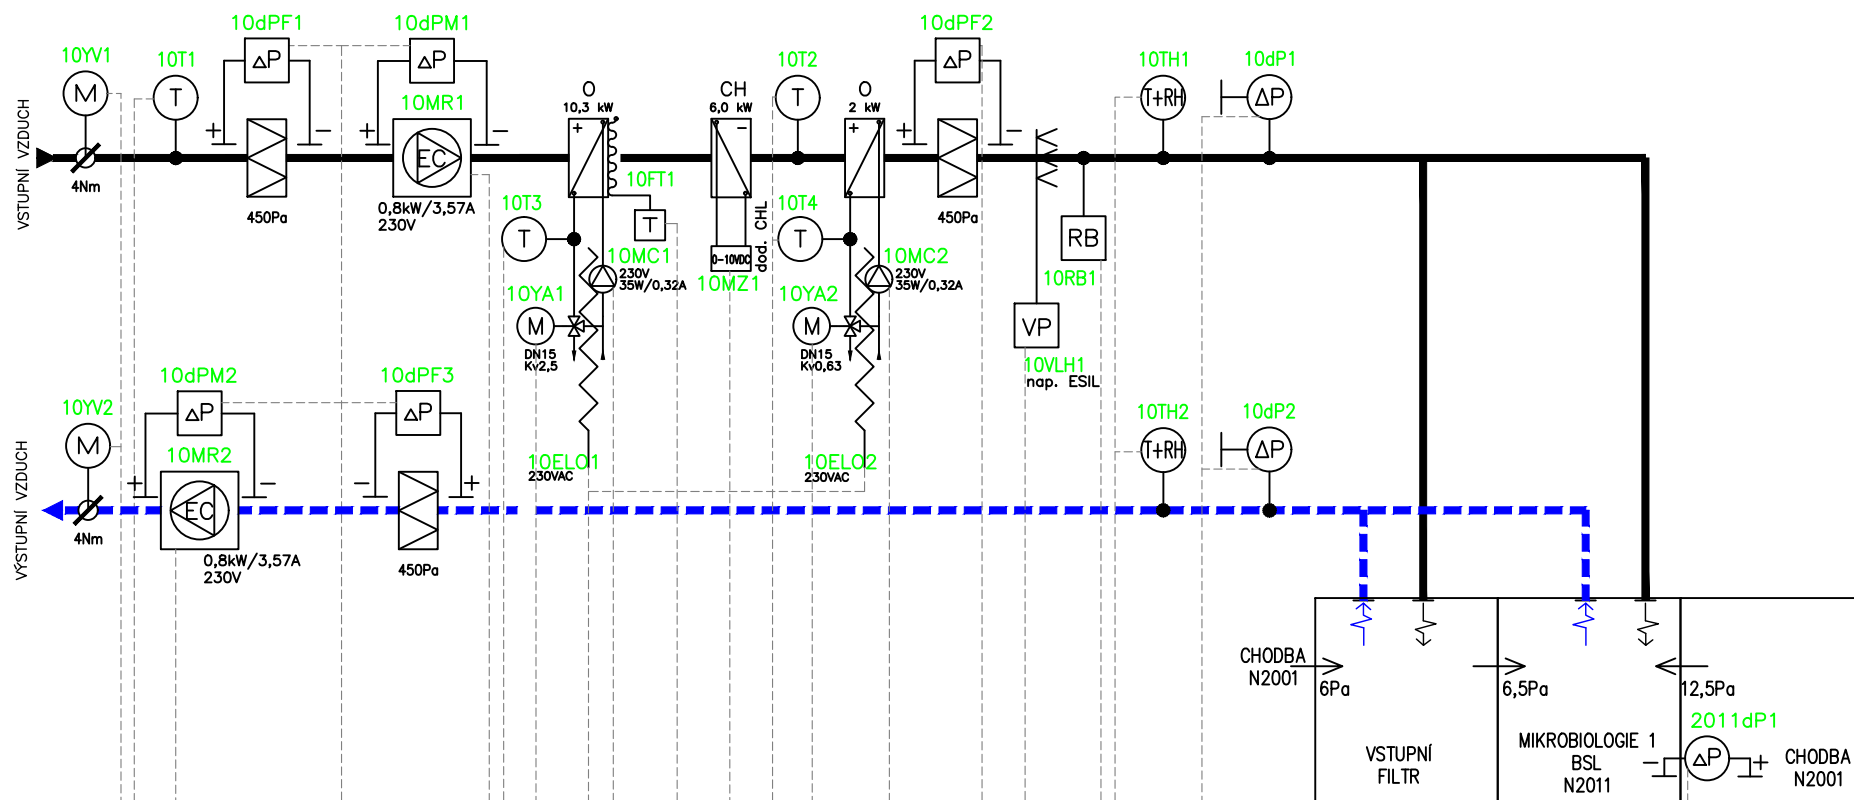 10dPF1
10dPM1
10dPF2
10YV1
10T1
10T2
10TH1
10dP1
ΔP
ΔP
ΔP
M
T
10MR1
O
10,3 kW
CH
6,0 kW
T
O
2 kW
T+RH
ΔP
VSTUPNÍ VZDUCH
+
−
+
−
+
−
+
−
+
EC
4Nm
450Pa
0,8kW/3,57A
230V
10FT1
T
450Pa
10T3
T
10T4
T
RB
10MC1
230V
35W/0,32A
0-10VDC
dod. CHL
10MZ1
10MC2
230V
35W/0,32A
10RB1
10YA1
M
10YA2
M
VP
DN15
Kv2,5
DN15
Kv0,63
10VLH1
nap. ESIL
10dPM2
10dPF3
10YV2
ΔP
ΔP
10TH2
10dP2
M
10MR2
T+RH
ΔP
VÝSTUPNÍ VZDUCH
+
−
−
+
10ELO1
230VAC
10ELO2
230VAC
EC
4Nm
0,8kW/3,57A
230V
450Pa
CHODBA
N2001
6Pa
6,5Pa
12,5Pa
2011dP1
VSTUPNÍ
FILTR
MIKROBIOLOGIE 1
BSL
N2011
−
ΔP
+
CHODBA
N2001